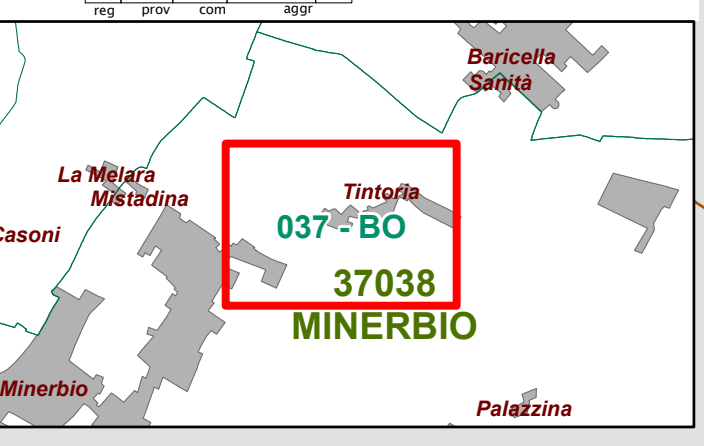 reg prov com aggr
Baricella
Sanità
La Melara
Mistadina
Tintoria
Casoni
037 - BO
37038
MINERBIO
Minerbio
Palazzina